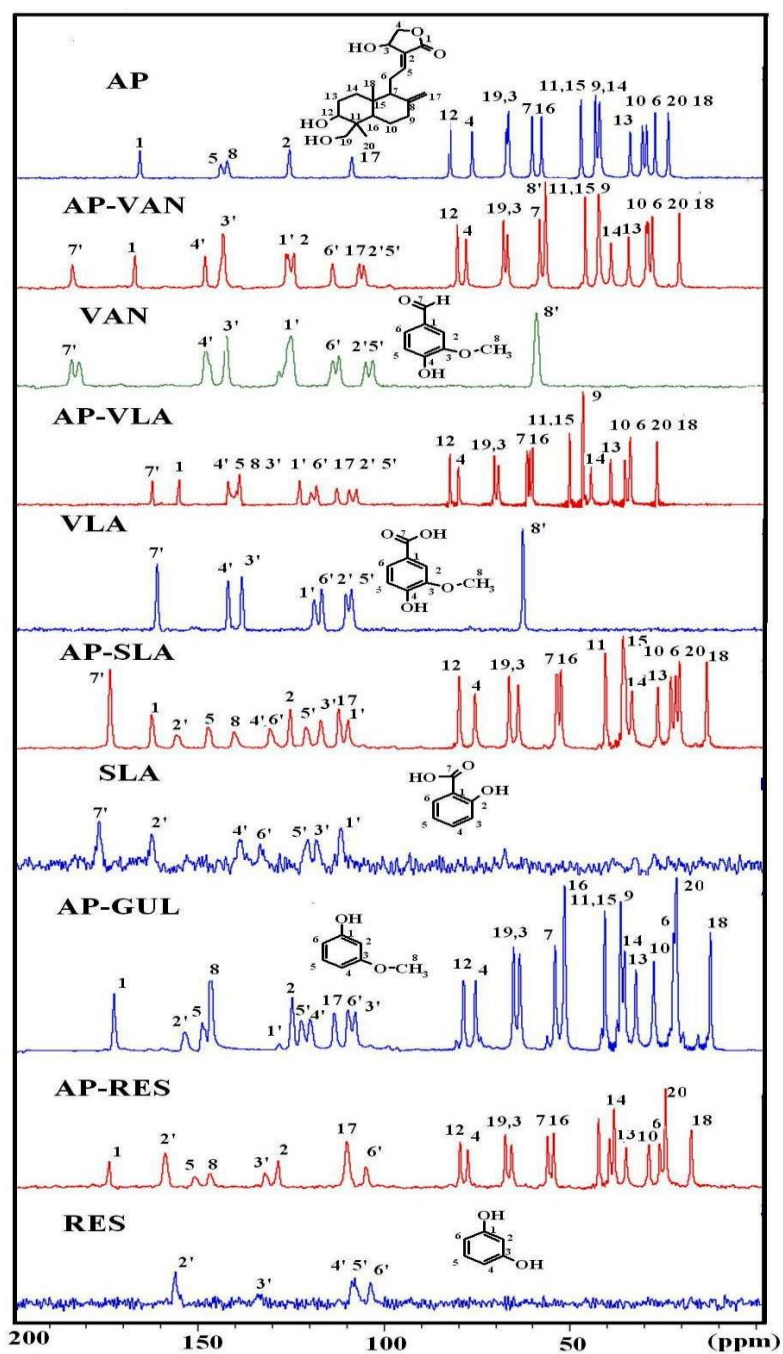 AP
HO
O
O
HO
HO
1 2 3 4 5 6 7 8 9 10 11 12 13 14 15 16 17 18 19 20
1 5 8 2 17 12 4 19,3 7 16 11,15 9,14 13 10 6 20 18
AP-VAN
7' 1 4' 3' 1' 2 6' 17 2'5' 12 4 19,3 7 8' 11,15 9 14 13 10 6 20 18
VAN
O H
OH
O CH3
1 2 3 4 5 6 7 8
7' 4' 3' 1' 6' 2'5' 8'
AP-VLA
7' 1 4' 5 8 3' 1' 6' 17 2' 5' 12 4 19,3 7 16 11,15 9 14 13 10 6 20 18
VLA
O OH
OH
O CH3
1 2 3 4 5 6 7 8
7' 4' 3' 1' 6' 2' 5' 8'
AP-SLA
7' 1 2' 5 8 4' 6' 2 5' 3' 17 1' 12 4 19,3 7 16 11 15 14 13 10 6 20 18
SLA
HO O
OH
1 2 3 4 5 6 7
7' 2' 4' 6' 5' 3' 1'
AP-GUL
OH
O CH3
1 2 3 4 5 6 8
1 2' 5 8 1' 2 5' 4' 17 6' 3' 12 4 19,3 7 16 11,15 9 14 13 10 6 20 18
AP-RES
1 2' 5 8 3' 2 17 6' 12 4 19,3 7 16 14 13 10 6 20 18
RES
OH
OH
1 2 3 4 5 6
2' 3' 4' 5' 6'
200 150 100 50 (ppm)